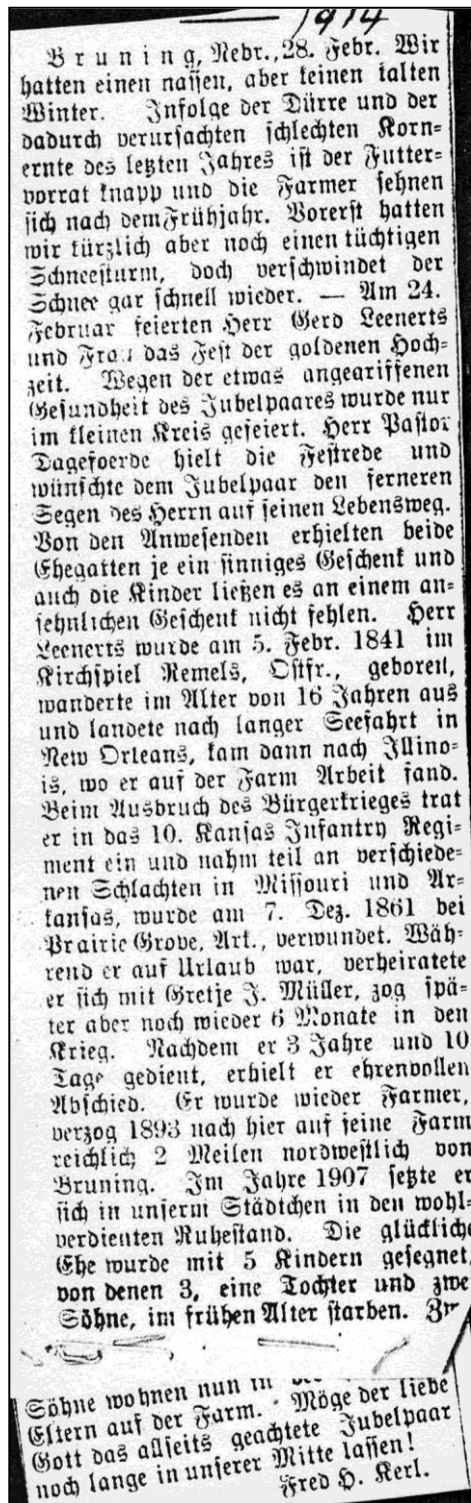 1914
Bruning, Nebr., 28. Febr. Wir
hatten einen nassen, aber keinen kalten
Winter. Infolge der Dürre und der
dadurch verursachten schlechten Korn-
ernte des letzten Jahres ist der Futter-
vorrat knapp und die Farmer sehnen
sich nach dem Frühjahr. Vorerst hatten
wir kürzlich aber noch einen tüchtigen
Schneesturm, doch verschwindet der
Schnee gar schnell wieder. — Am 24.
Februar feierten Herr Gerd Leenerts
und Frau das Fest der goldenen Hoch-
zeit. Wegen der etwas angegriffenen
Gesundheit des Jubelpaares wurde nur
im kleinen Kreis gefeiert. Herr Pastor
Dagefoerde hielt die Festrede und
wünschte dem Jubelpaar den ferneren
Segen des Herrn auf seinen Lebensweg.
Von den Anwesenden erhielten beide
Ehegatten je ein sinniges Geschenk und
auch die Kinder ließen es an einem an-
sehnlichen Geschenk nicht fehlen. Herr
Leenerts wurde am 5. Febr. 1841 im
Kirchspiel Remels, Ostfr., geboren,
wanderte im Alter von 16 Jahren aus
und landete nach langer Seefahrt in
New Orleans, kam dann nach Illino-
is, wo er auf der Farm Arbeit fand.
Beim Ausbruch des Bürgerkrieges trat
er in das 10. Kansas Infantry Regi-
ment ein und nahm teil an verschiede-
nen Schlachten in Missouri und Ar-
kansas, wurde am 7. Dez. 1861 bei
Prairie Grove, Ark., verwundet. Wäh-
rend er auf Urlaub war, verheiratete
er sich mit Gretje J. Müller, zog spä-
ter aber noch wieder 6 Monate in den
Krieg. Nachdem er 3 Jahre und 10
Tage gedient, erhielt er ehrenvollen
Abschied. Er wurde wieder Farmer,
verzog 1893 nach hier auf seine Farm
reichlich 2 Meilen nordwestlich von
Bruning. Im Jahre 1907 setzte er
sich in unserm Städtchen in den wohl-
verdienten Ruhestand. Die glückliche
Ehe wurde mit 5 Kindern gesegnet,
von denen 3, eine Tochter und zwei
Söhne, im frühen Alter starben.
Söhne wohnen nun in
Eltern auf der Farm. Möge der liebe
Gott das allseits geachtete Jubelpaar
noch lange in unserer Mitte lassen!
Fred H. Kerl.